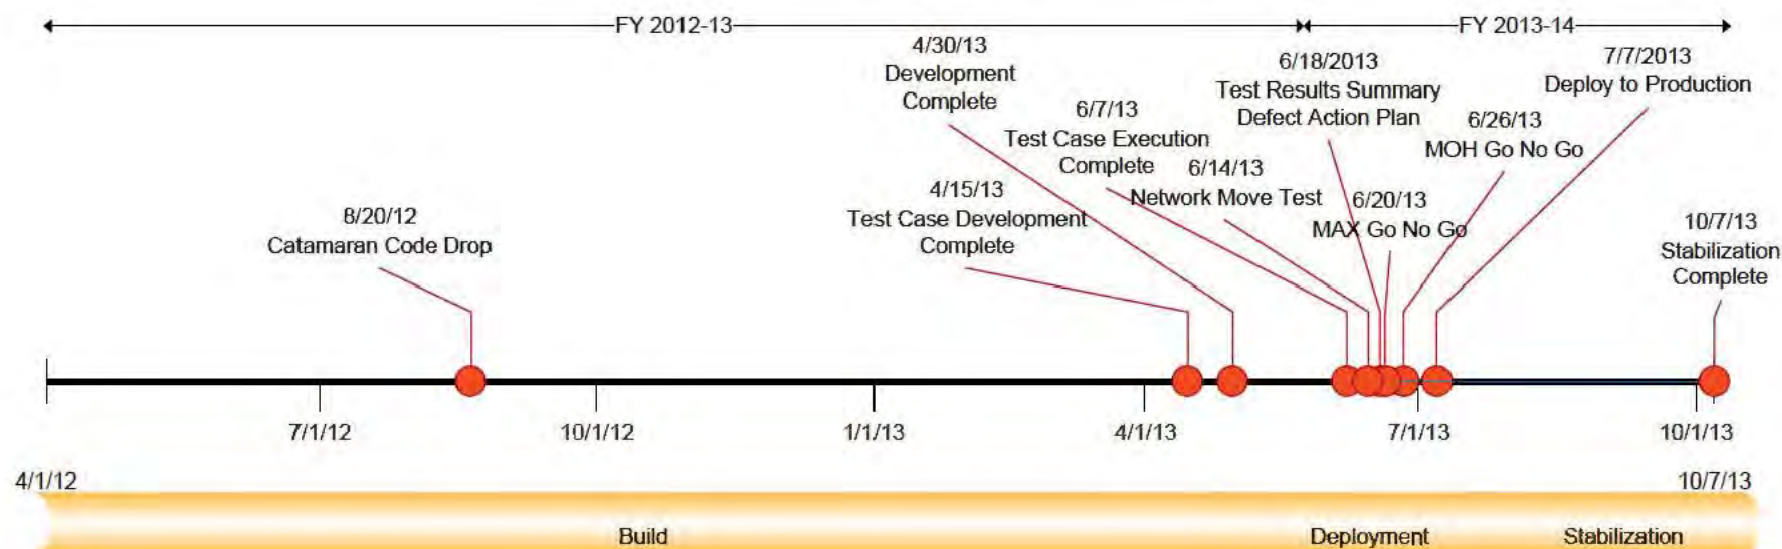 FY 2012-13
FY 2013-14
8/20/12
Catamaran Code Drop
4/15/13
Test Case Development
Complete
4/30/13
Development
Complete
6/7/13
Test Case Execution
Complete
6/14/13
Network Move Test
6/18/2013
Test Results Summary
Defect Action Plan
6/20/13
MAX Go No Go
6/26/13
MOH Go No Go
7/7/2013
Deploy to Production
10/7/13
Stabilization
Complete
7/1/12
10/1/12
1/1/13
4/1/13
7/1/13
10/1/13
4/1/12
10/7/13
Build
Deployment
Stabilization